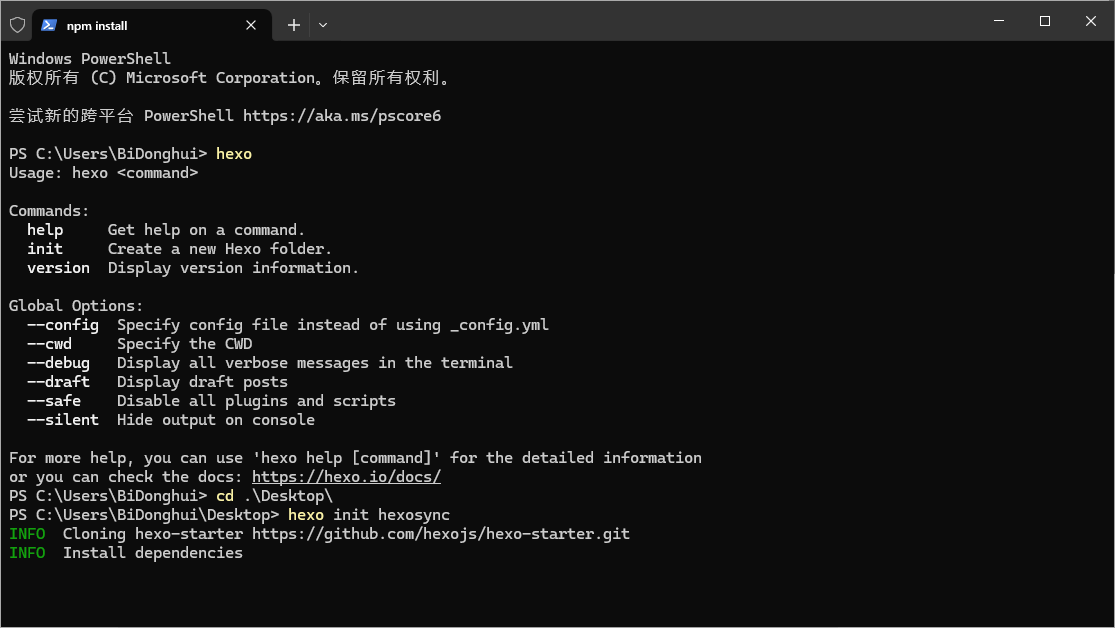 npm install
Windows PowerShell
版权所有 (C) Microsoft Corporation。保留所有权利。
尝试新的跨平台 PowerShell https://aka.ms/pscore6
PS C:\Users\BiDonghui> hexo
Usage: hexo <command>
Commands:
help Get help on a command.
init Create a new Hexo folder.
version Display version information.
Global Options:
--config Specify config file instead of using _config.yml
--cwd Specify the CWD
--debug Display all verbose messages in the terminal
--draft Display draft posts
--safe Disable all plugins and scripts
--silent Hide output on console
For more help, you can use 'hexo help [command]' for the detailed information
or you can check the docs: https://hexo.io/docs/
PS C:\Users\BiDonghui> cd .\Desktop\
PS C:\Users\BiDonghui\Desktop> hexo init hexosync
INFO Cloning hexo-starter https://github.com/hexojs/hexo-starter.git
INFO Install dependencies